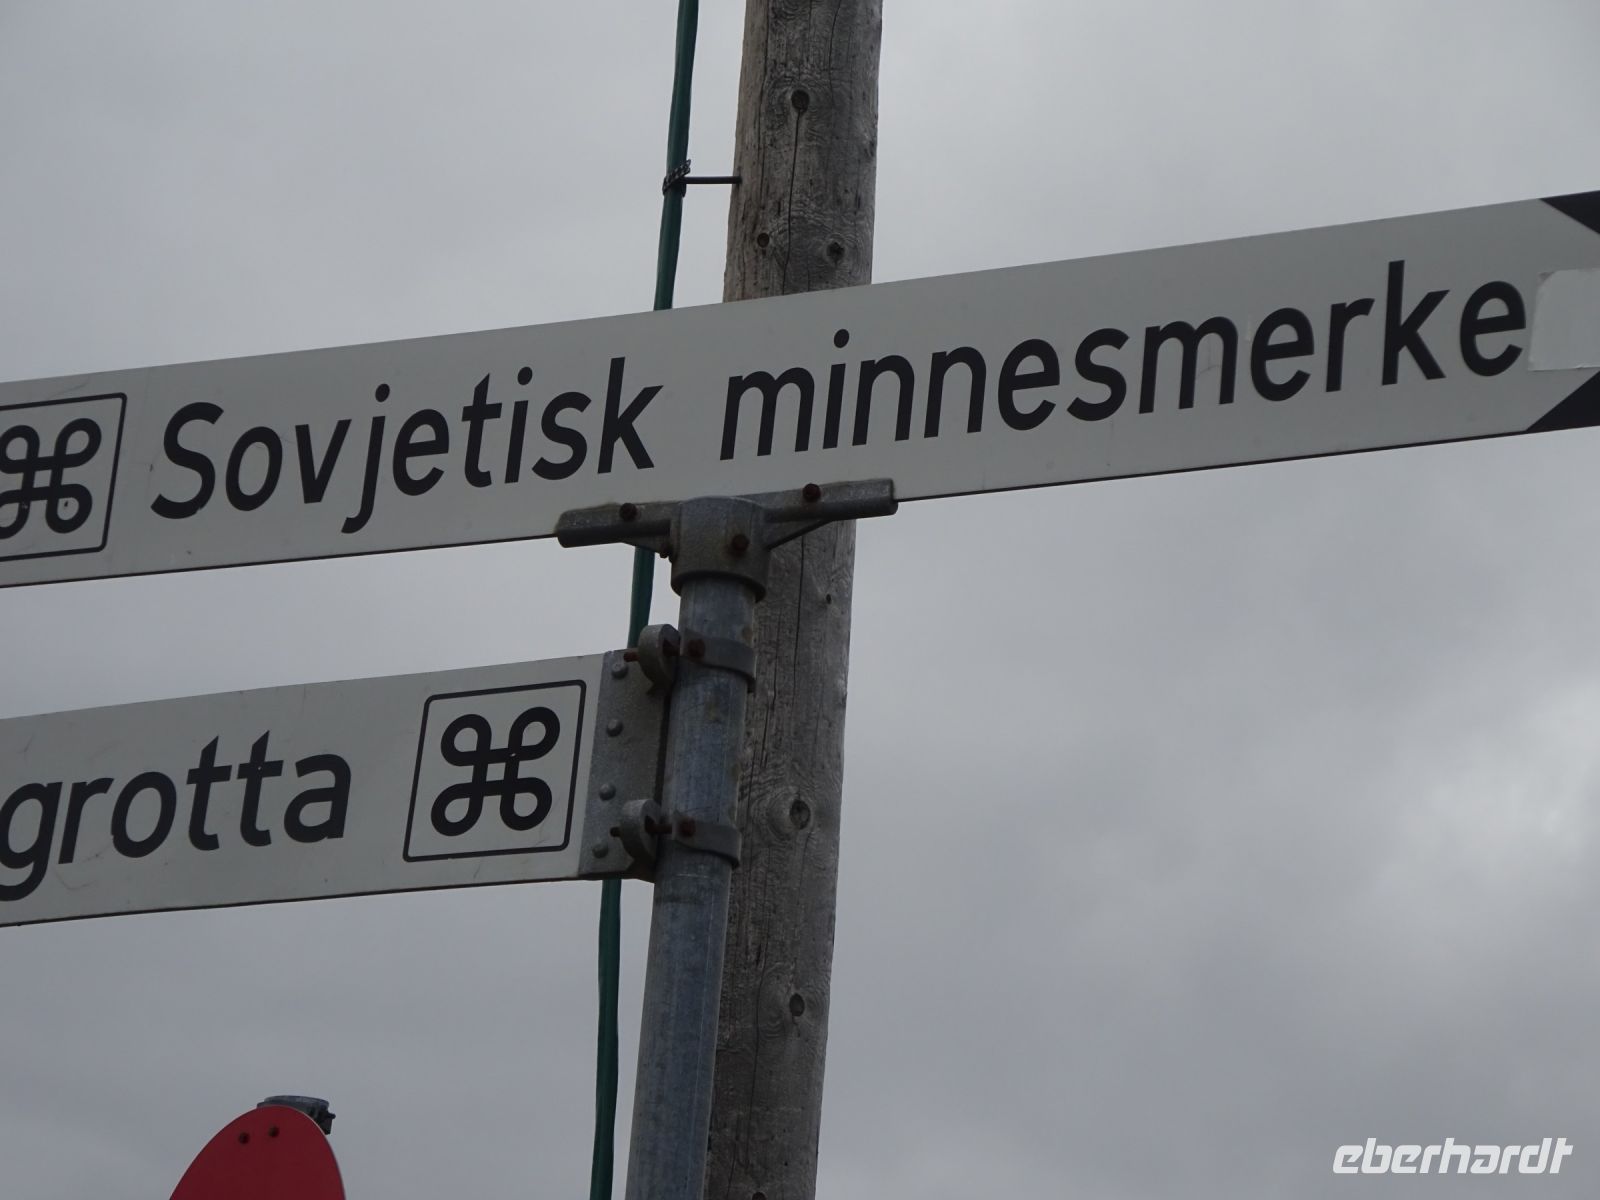 Sovjetisk minnesmerke
grotta
eberhardt